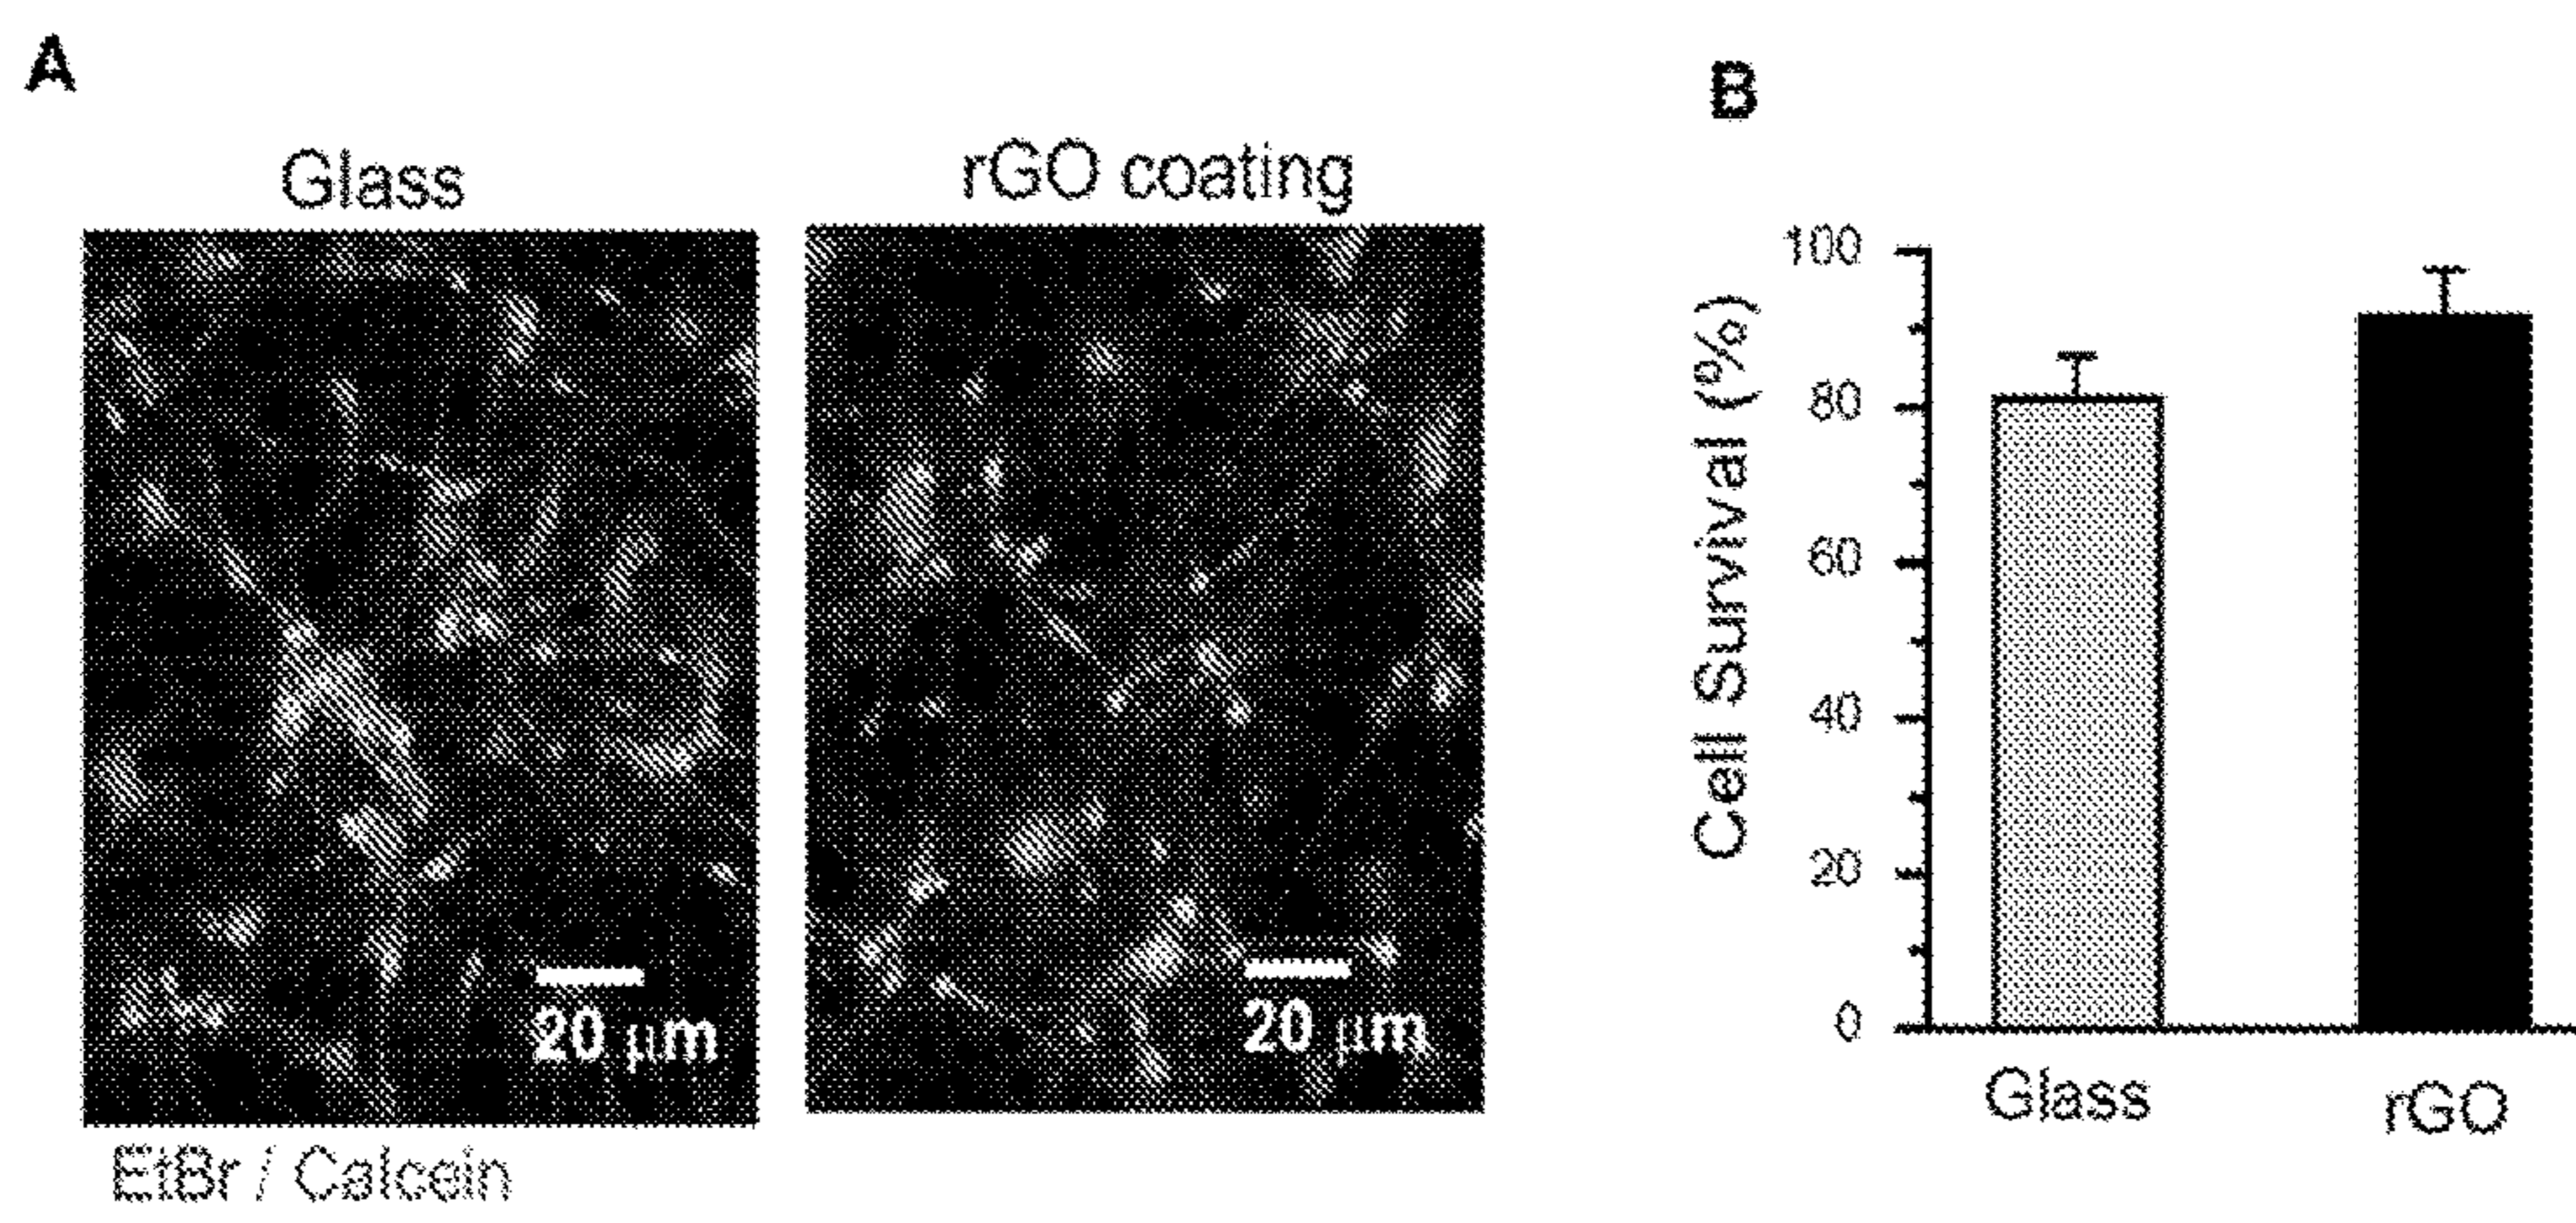 A
Glass
rGO coating
20 μm
20 μm
EtBr / Calcein
B
Cell Survival (%)
100
80
60
40
20
0
Glass
rGO